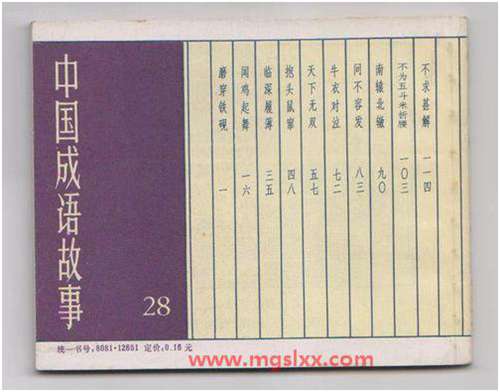 中国成语故事
28
磨穿铁砚 一
闻鸡起舞 一六
临深履薄 三五
抱头鼠窜 四八
天下无双 五七
牛衣对泣 七二
间不容发 八三
南辕北辙 九〇
不为五斗米折腰 一〇三
不求甚解 一一四
统一书号:8081·12851 定价:0.16元
www.mgslxx.com